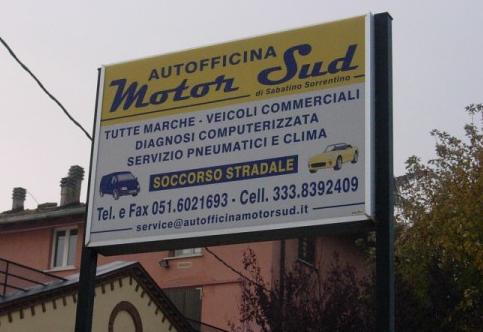 AUTOFFICINA
Motor Sud
di Sabatino Sorrentino
TUTTE MARCHE - VEICOLI COMMERCIALI
DIAGNOSI COMPUTERIZZATA
SERVIZIO PNEUMATICI E CLIMA
SOCCORSO STRADALE
Tel. e Fax 051.6021693 - Cell. 333.8392409
service@autofficinamotorsud.it